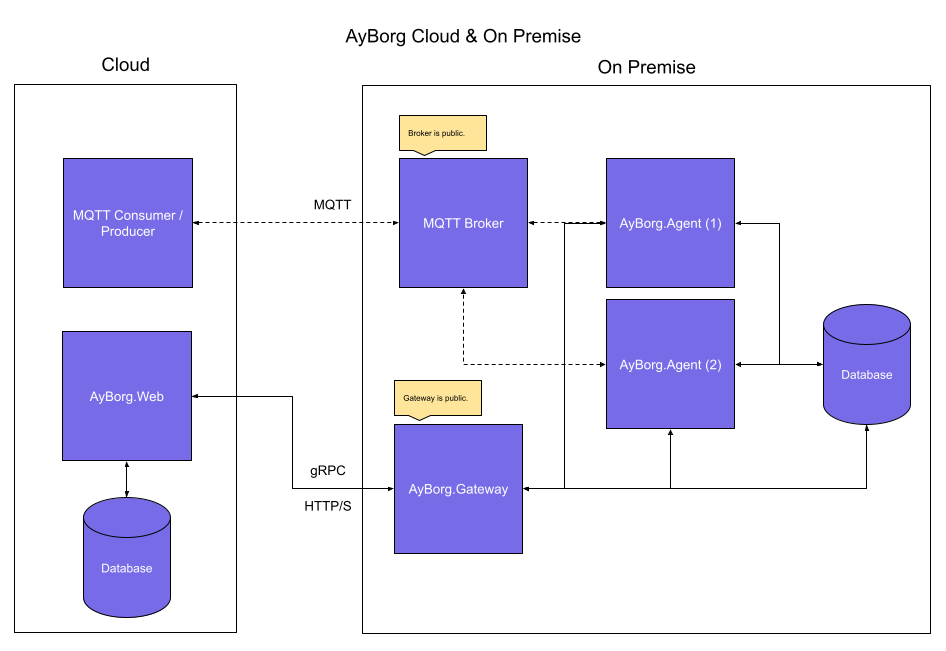 AyBorg Cloud & On Premise
Cloud
On Premise
Broker is public.
MQTT Consumer /
Producer
MQTT
MQTT Broker
AyBorg.Agent (1)
AyBorg.Agent (2)
Database
AyBorg.Web
Gateway is public.
gRPC
HTTP/S
AyBorg.Gateway
Database